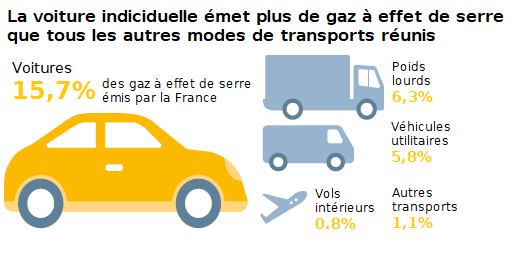 La voiture indiciduelle émet plus de gaz à effet de serre
que tous les autres modes de transports réunis
Voitures
15,7% des gaz à effet de serre
émis par la France
Poids
lourds
6,3%
Véhicules
utilitaires
5,8%
Vols
intérieurs
0.8%
Autres
transports
1,1%